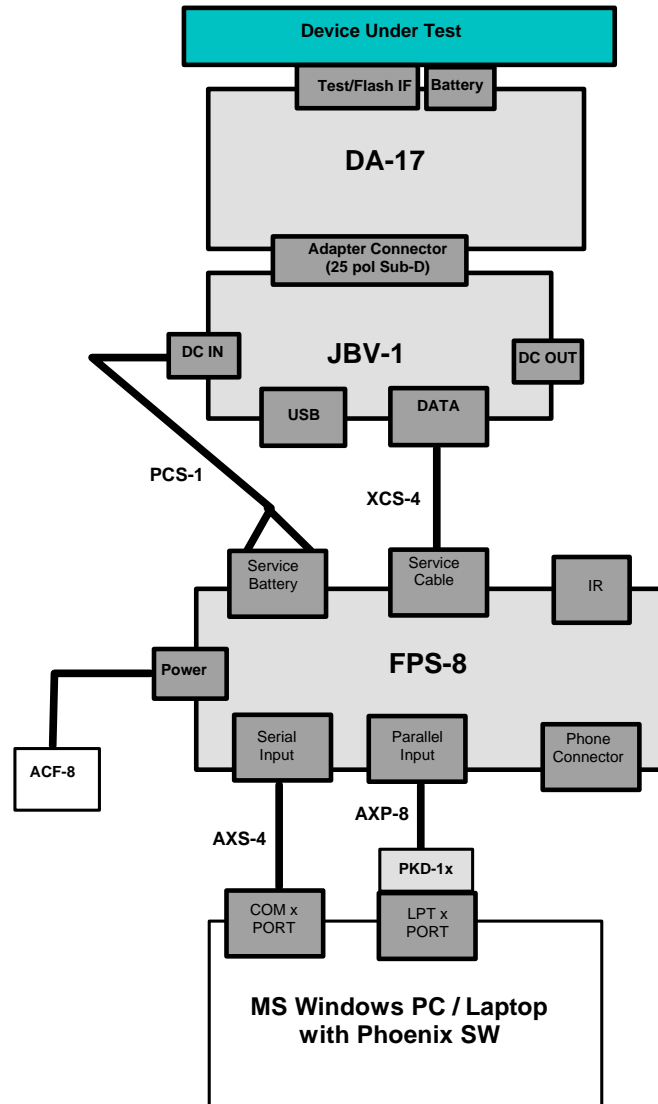 Device Under Test
Test/Flash IF
Battery
DA-17
Adapter Connector
(25 pol Sub-D)
DC IN
JBV-1
DC OUT
USB
DATA
PCS-1
XCS-4
Service
Battery
Service
Cable
IR
FPS-8
Power
Serial
Input
Parallel
Input
Phone
Connector
ACF-8
AXS-4
AXP-8
PKD-1x
COM x
PORT
LPT x
PORT
MS Windows PC / Laptop
with Phoenix SW